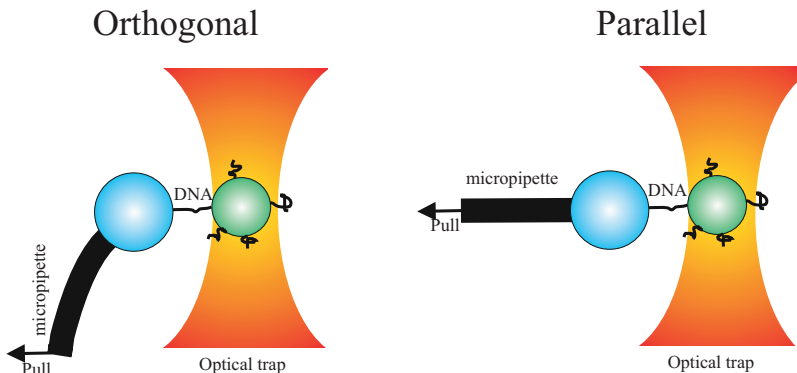 Orthogonal
DNA
micropipette
Pull
Optical trap
Parallel
micropipette
DNA
Pull
Optical trap